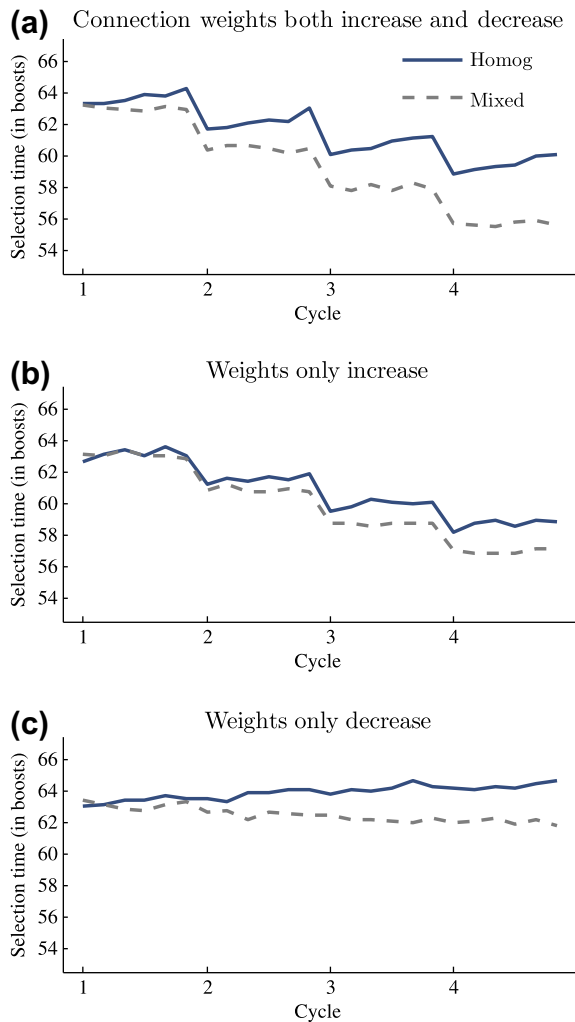 (a) Connection weights both increase and decrease
Selection time (in boosts)
66
64
62
60
58
56
54
Homog
Mixed
1 2 3 4
Cycle
(b) Weights only increase
Selection time (in boosts)
66
64
62
60
58
56
54
1 2 3 4
Cycle
(c) Weights only decrease
Selection time (in boosts)
66
64
62
60
58
56
54
1 2 3 4
Cycle